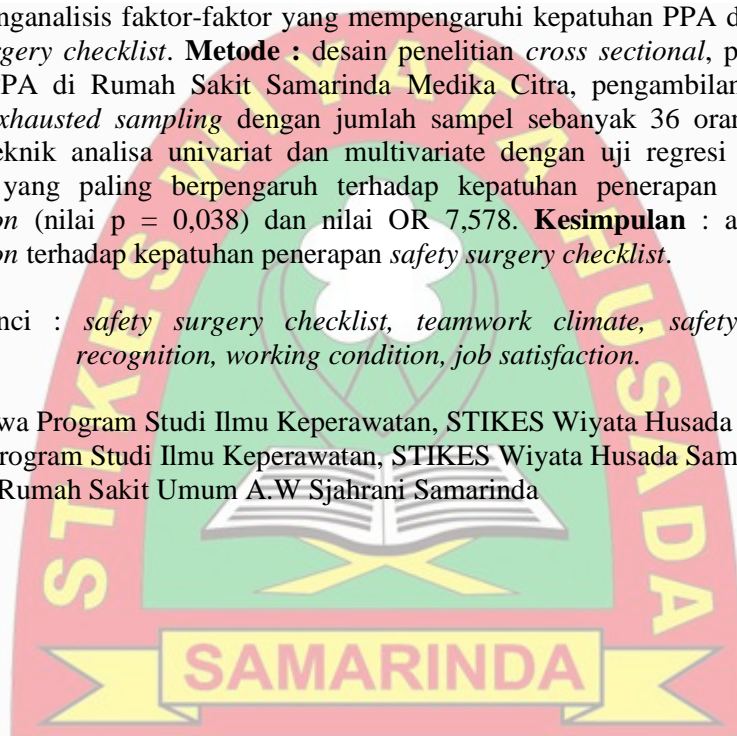 nganalisis faktor-faktor yang mempengaruhi kepatuhan PPA d
rgery checklist. Metode : desain penelitian cross sectional, p
PA di Rumah Sakit Samarinda Medika Citra, pengambilan
xhausted sampling dengan jumlah sampel sebanyak 36 oran
eknik analisa univariat dan multivariate dengan uji regresi
yang paling berpengaruh terhadap kepatuhan penerapan
on (nilai p = 0,038) dan nilai OR 7,578. Kesimpulan : a
on terhadap kepatuhan penerapan safety surgery checklist.
nci : safety surgery checklist, teamwork climate, safety
recognition, working condition, job satisfaction.
wa Program Studi Ilmu Keperawatan, STIKES Wiyata Husada
rogram Studi Ilmu Keperawatan, STIKES Wiyata Husada Sam
Rumah Sakit Umum A.W Sjahrani Samarinda
STIKES WIYATA HUSADA
SAMARINDA